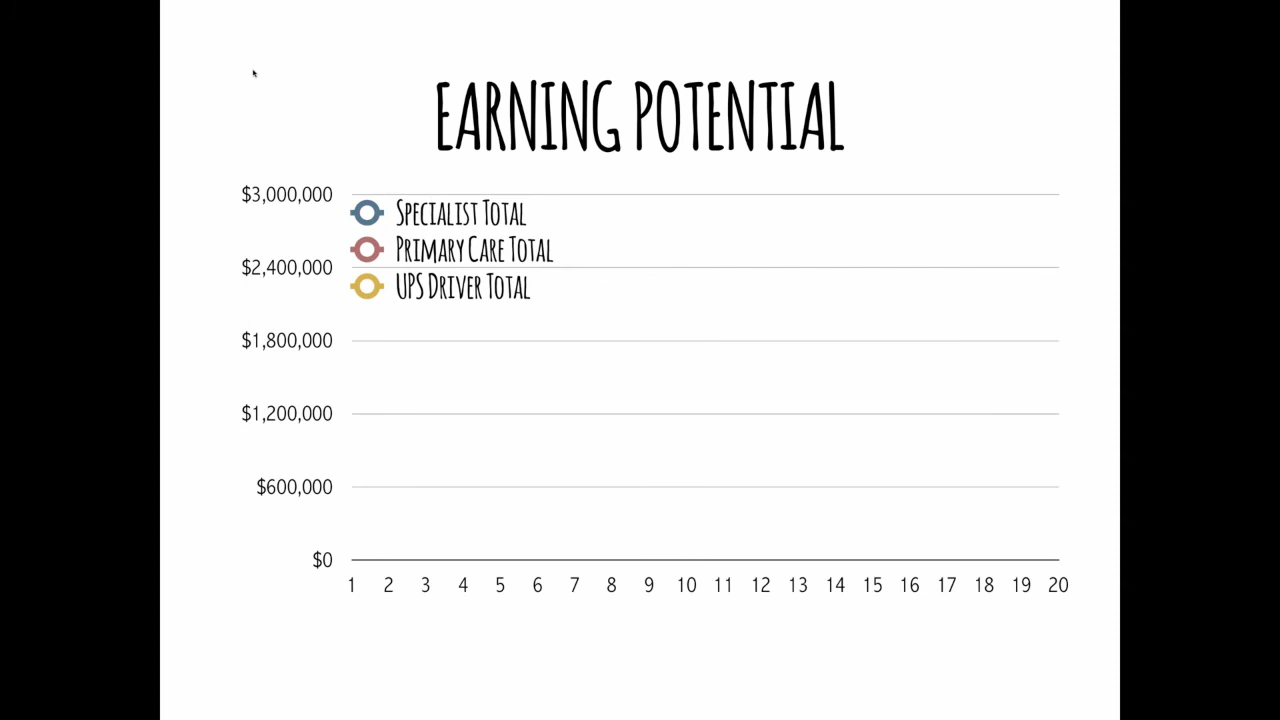 EARNING POTENTIAL
$3,000,000
SPECIALIST TOTAL
PRIMARY CARE TOTAL
$2,400,000
UPS DRIVER TOTAL
$1,800,000
$1,200,000
$600,000
$0
1 2 3 4 5 6 7 8 9 10 11 12 13 14 15 16 17 18 19 20